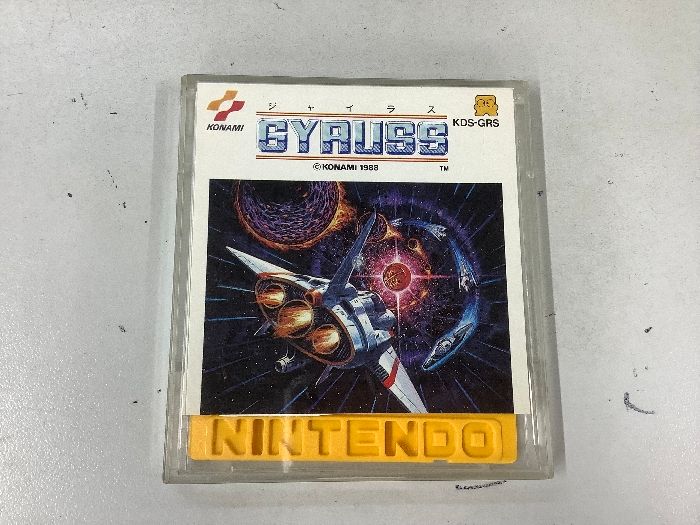 ジャイラス
KONAMI
GYRUSS
KDS-GRS
©KONAMI 1988
TM
NINTENDO